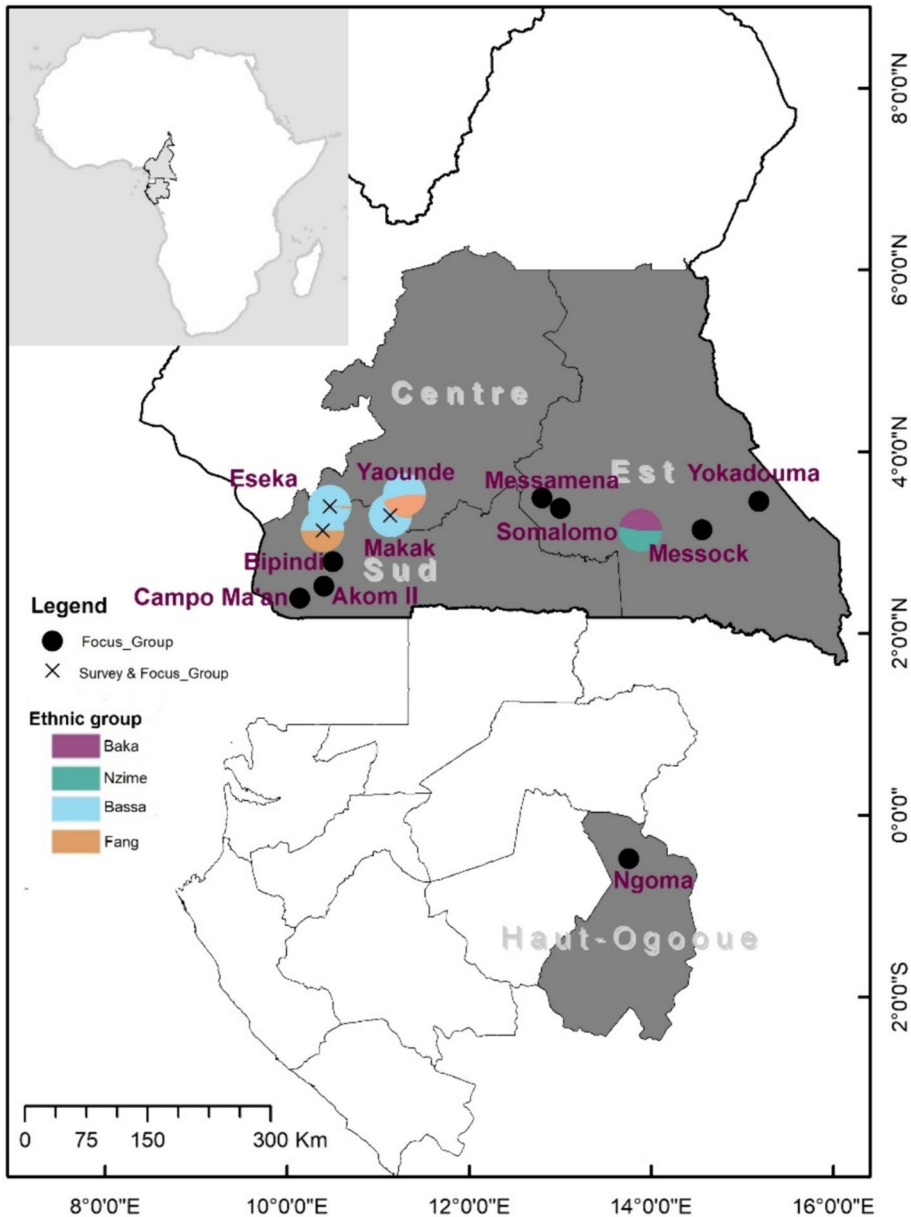 8°0'0"N
6°0'0"N
Centre
4°0'0"N
Eseka
Yaounde
Messamena
Est
Yokadouma
Somalomo
Bipindi
Makak
Messock
Sud
Campo Ma'an
Akom II
2°0'0"N
Legend
Focus_Group
Survey & Focus_Group
Ethnic group
Baka
Nzime
Bassa
Fang
0°0'0"
Ngoma
Haut-Ogooue
2°0'0"S
0 75 150 300 Km
8°0'0"E 10°0'0"E 12°0'0"E 14°0'0"E 16°0'0"E